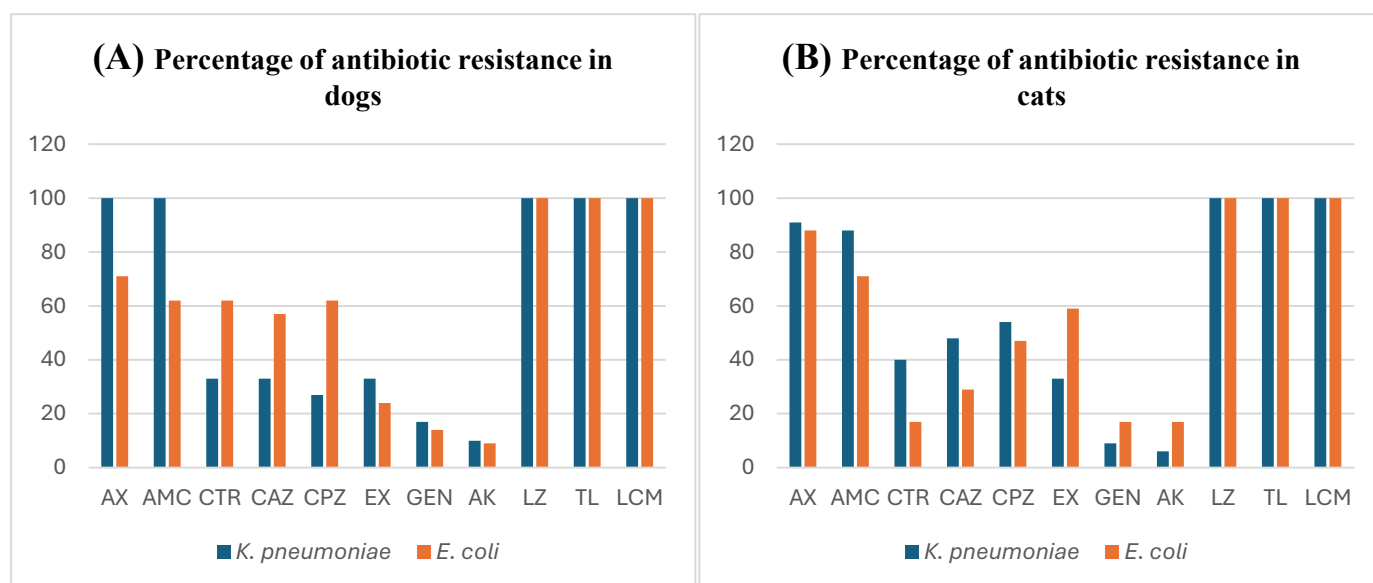 (A) Percentage of antibiotic resistance in
dogs
120
100
80
60
40
20
0
AX AMC CTR CAZ CPZ EX GEN AK LZ TL LCM
K. pneumoniae E. coli
(B) Percentage of antibiotic resistance in
cats
120
100
80
60
40
20
0
AX AMC CTR CAZ CPZ EX GEN AK LZ TL LCM
K. pneumoniae E. coli